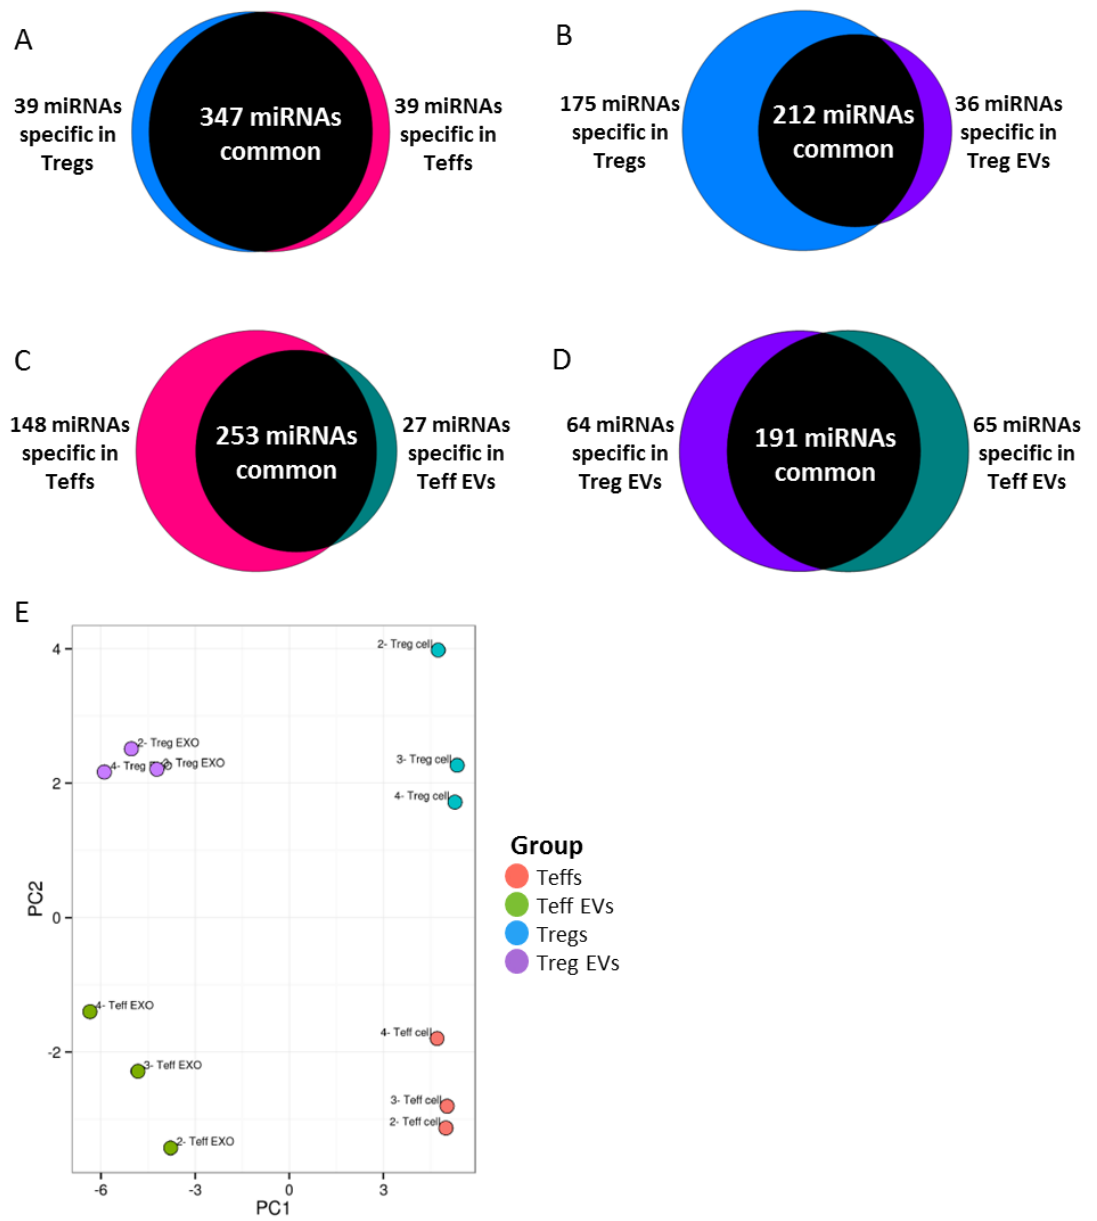 A
39 miRNAs
specific in
Tregs
347 miRNAs
common
39 miRNAs
specific in
Teffs
B
175 miRNAs
specific in
Tregs
212 miRNAs
common
36 miRNAs
specific in
Treg EVs
C
148 miRNAs
specific in
Teffs
253 miRNAs
common
27 miRNAs
specific in
Teff EVs
D
64 miRNAs
specific in
Treg EVs
191 miRNAs
common
65 miRNAs
specific in
Teff EVs
E
PC2
4
2
0
-2
2- Treg cell
2- Treg EXO
4- Treg
Treg EXO
3- Treg cell
4- Treg cell
4- Teff EXO
4- Teff cell
3- Teff EXO
3- Teff cell
2- Teff cell
2- Teff EXO
-6
-3
0
3
PC1
Group
Teffs
Teff EVs
Tregs
Treg EVs